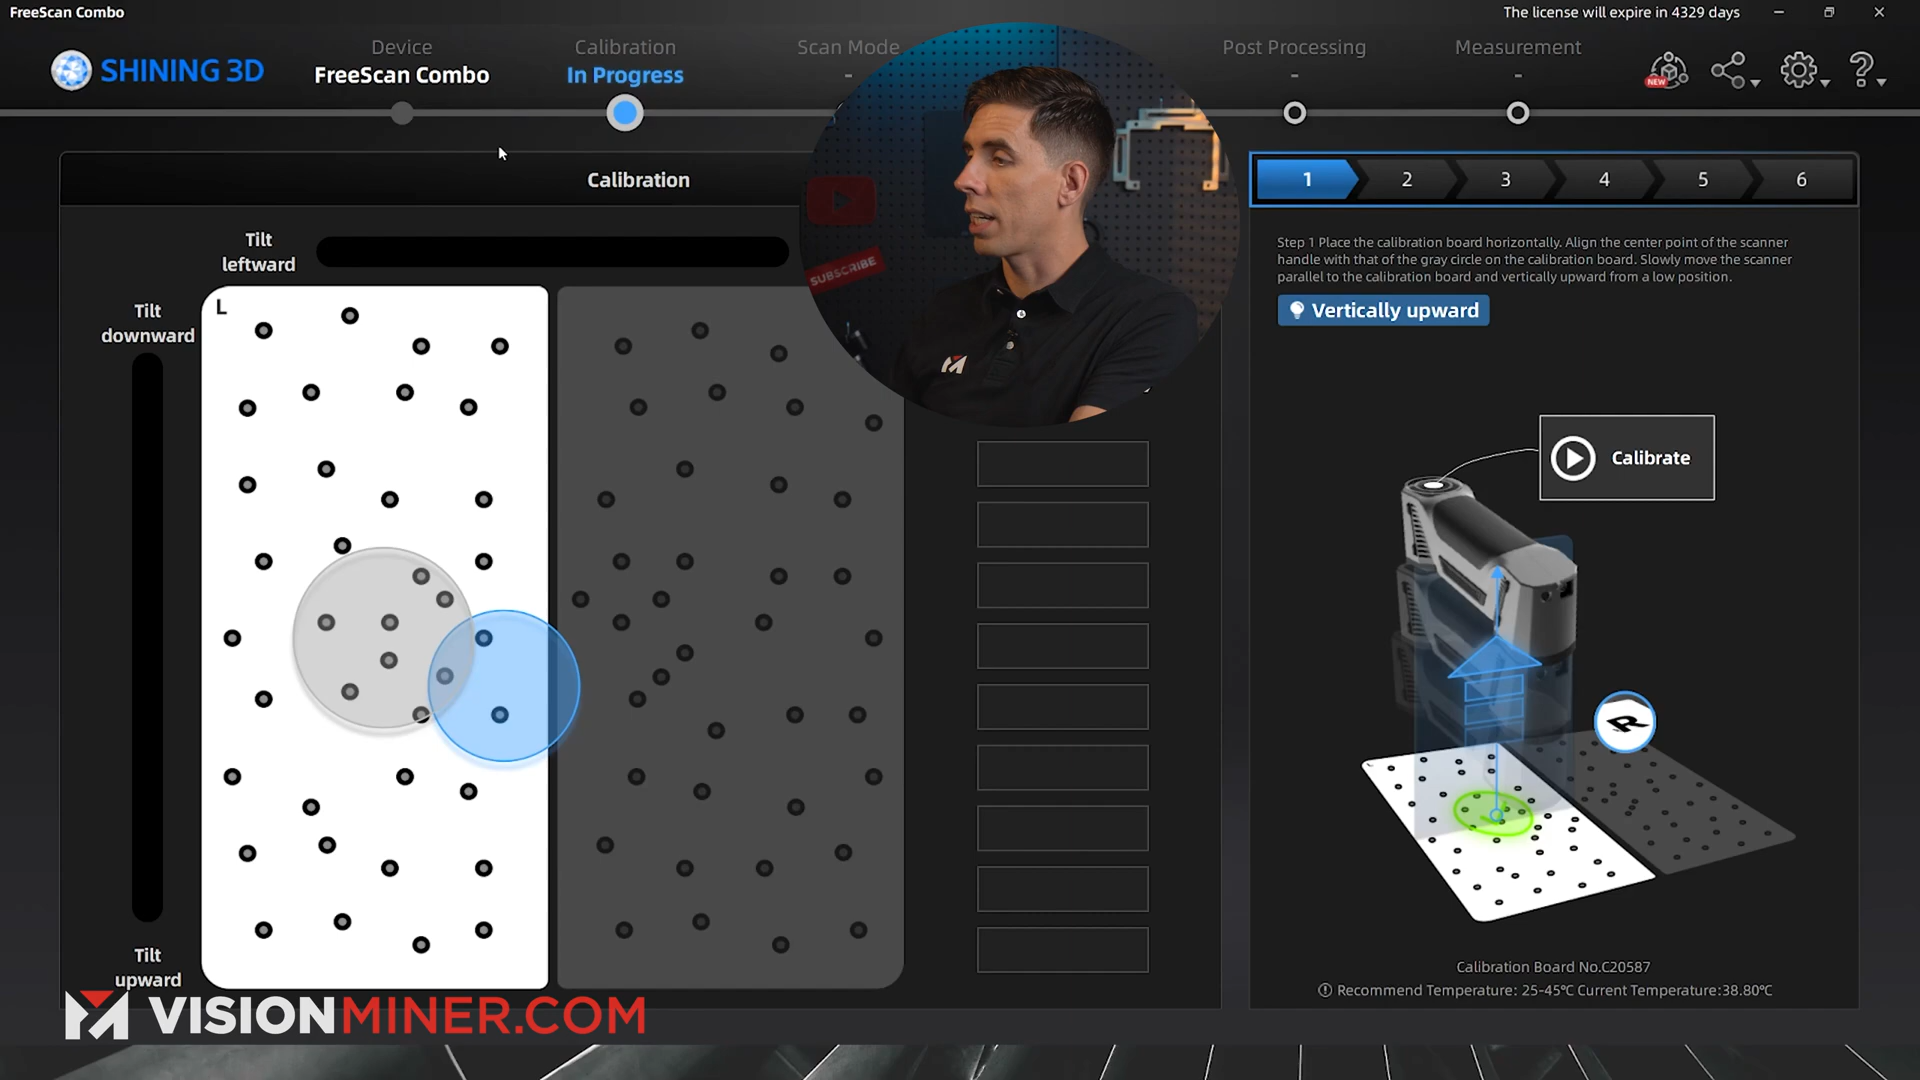 FreeScan Combo
The license will expire in 4329 days
SHINING 3D
Device
FreeScan Combo
Calibration
In Progress
Scan Mode
-
Post Processing
-
Measurement
-
NEW
Calibration
1 2 3 4 5 6
Tilt
leftward
Tilt
downward
L
SUBSCRIBE
Step 1 Place the calibration board horizontally. Align the center point of the scanner
handle with that of the gray circle on the calibration board. Slowly move the scanner
parallel to the calibration board and vertically upward from a low position.
Vertically upward
Calibrate
R
Tilt
upward
Calibration Board No.C20587
Recommend Temperature: 25-45℃ Current Temperature:38.80℃
VISIONMINER.COM